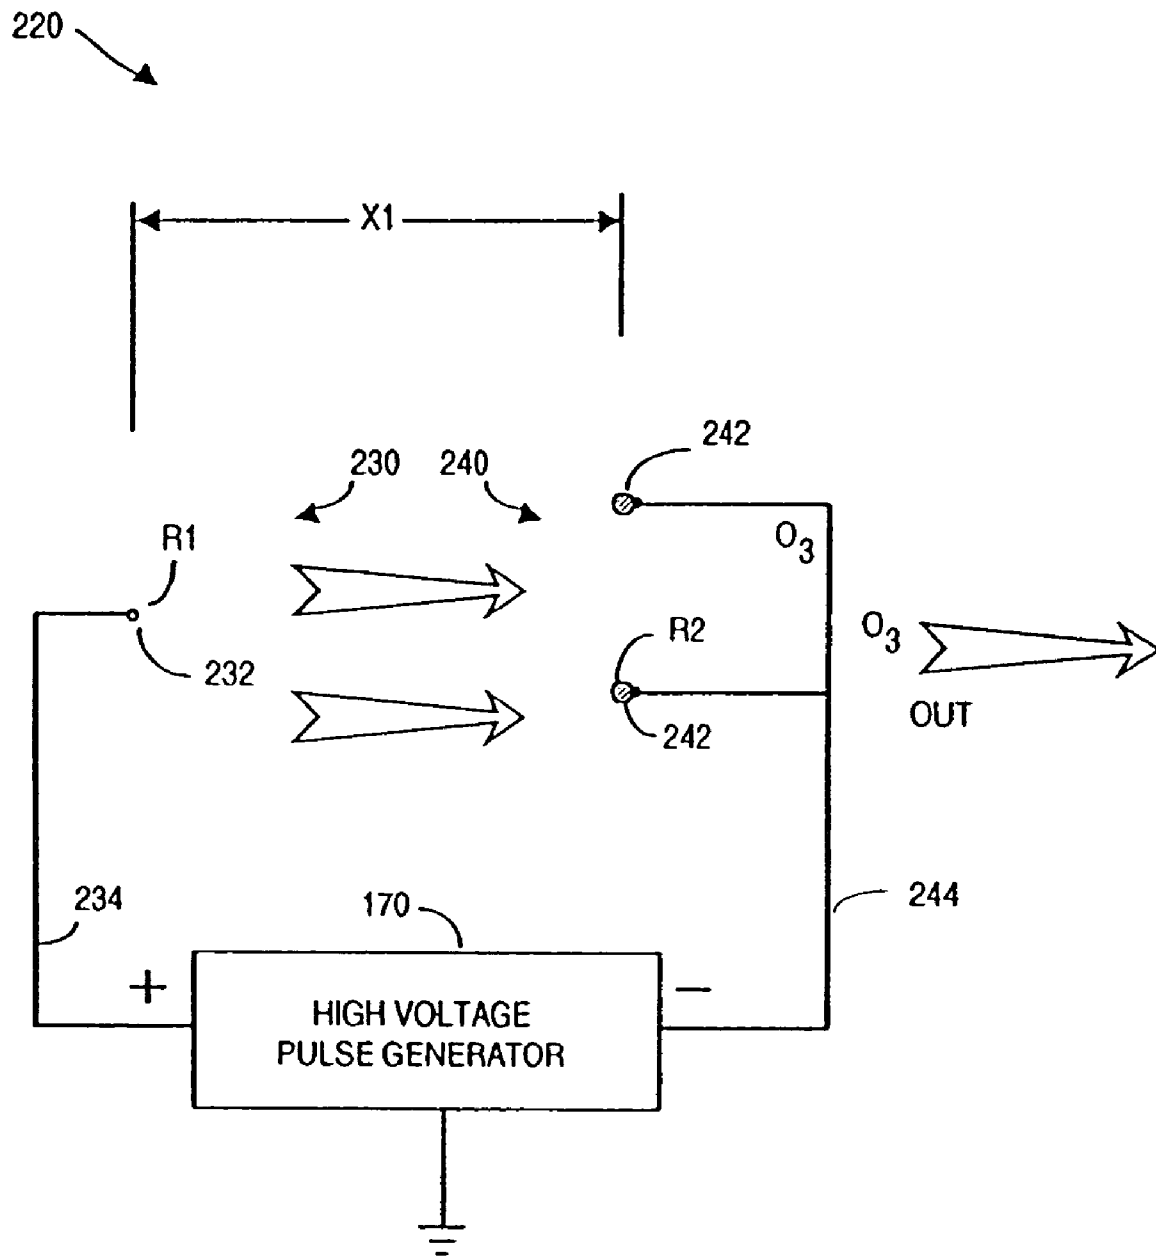 220
X1
242
230
240
R1
O3
R2
O3
232
242
OUT
234
170
244
+
−
HIGH VOLTAGE
PULSE GENERATOR